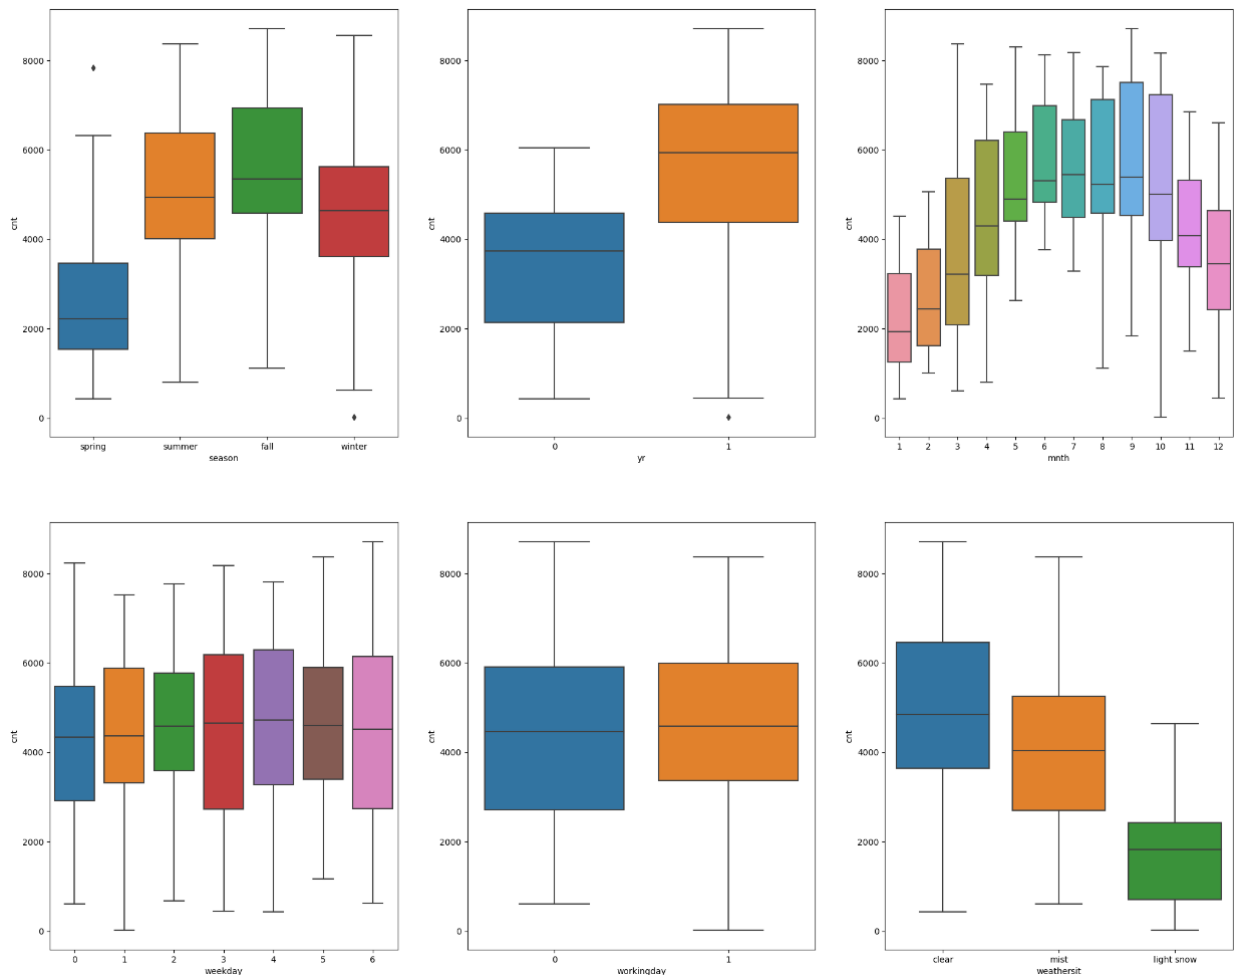 8000
6000
4000
2000
0
cnt
spring summer fall winter
season
8000
6000
4000
2000
0
cnt
0 1
yr
8000
6000
4000
2000
0
cnt
1 2 3 4 5 6 7 8 9 10 11 12
mnth
8000
6000
4000
2000
0
cnt
0 1 2 3 4 5 6
weekday
8000
6000
4000
2000
0
cnt
0 1
workingday
8000
6000
4000
2000
0
cnt
clear mist light snow
weathersit